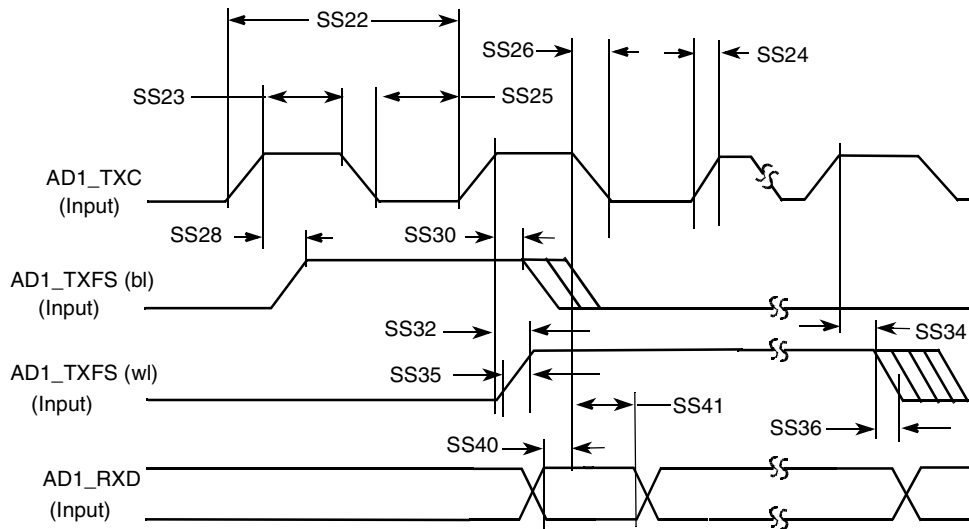 SS22
SS26
SS24
SS23
SS25
AD1_TXC
(Input)
SS28
SS30
AD1_TXFS (bl)
(Input)
SS32
SS34
AD1_TXFS (wl)
(Input)
SS35
SS41
SS36
SS40
AD1_RXD
(Input)